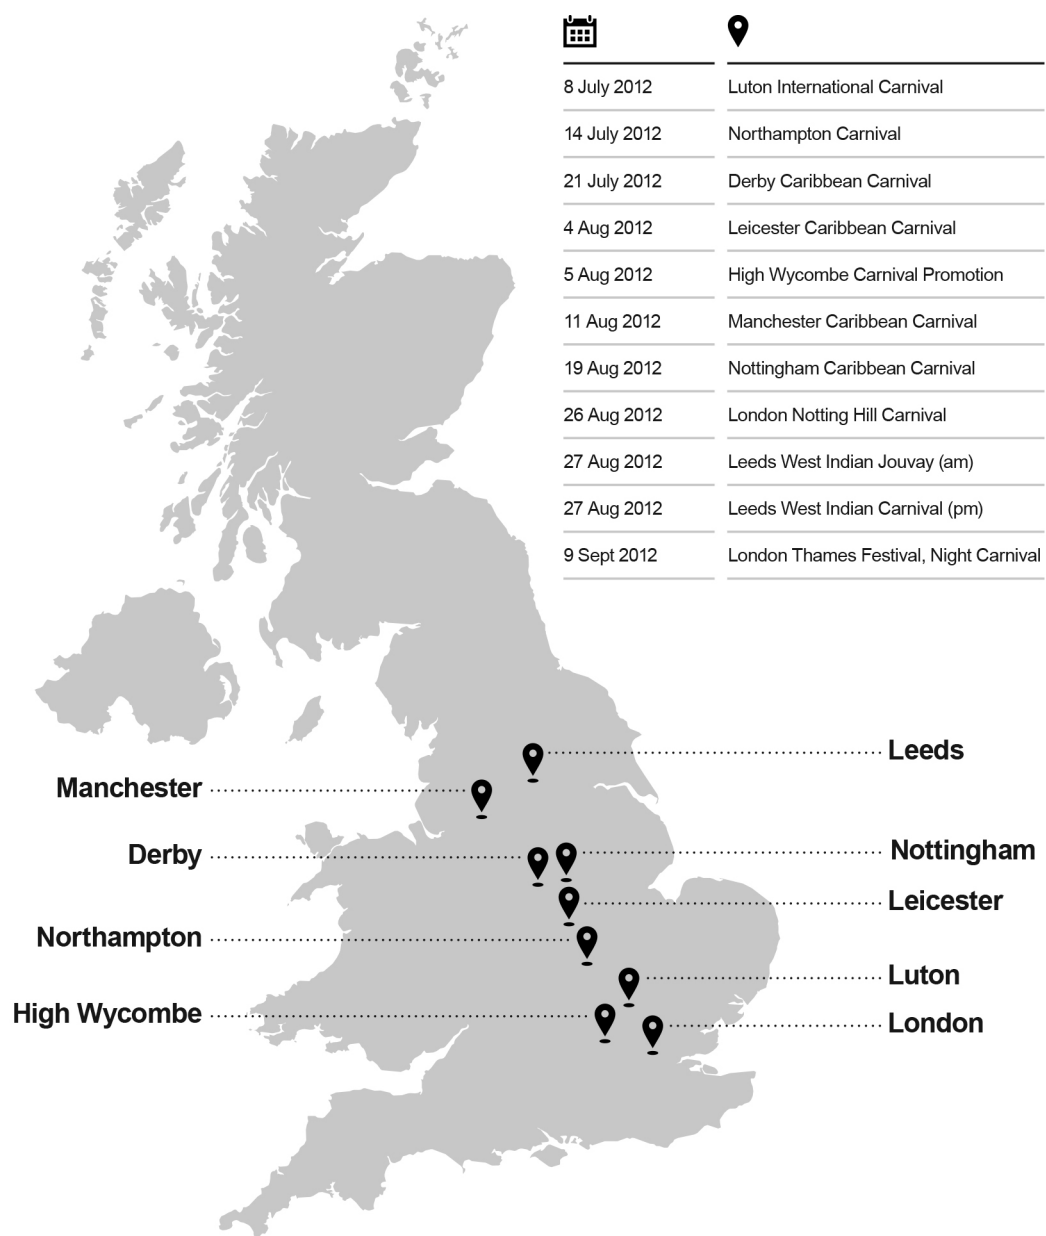 8 July 2012 Luton International Carnival
14 July 2012 Northampton Carnival
21 July 2012 Derby Caribbean Carnival
4 Aug 2012 Leicester Caribbean Carnival
5 Aug 2012 High Wycombe Carnival Promotion
11 Aug 2012 Manchester Caribbean Carnival
19 Aug 2012 Nottingham Caribbean Carnival
26 Aug 2012 London Notting Hill Carnival
27 Aug 2012 Leeds West Indian Jouvay (am)
27 Aug 2012 Leeds West Indian Carnival (pm)
9 Sept 2012 London Thames Festival, Night Carnival
Leeds
Manchester
Derby
Nottingham
Leicester
Northampton
Luton
High Wycombe
London